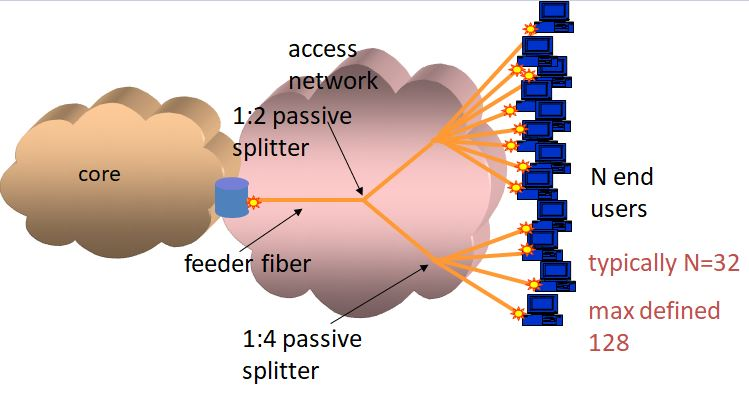 access
network
1:2 passive
splitter
core
N end
users
feeder fiber
typically N=32
max defined
128
1:4 passive
splitter